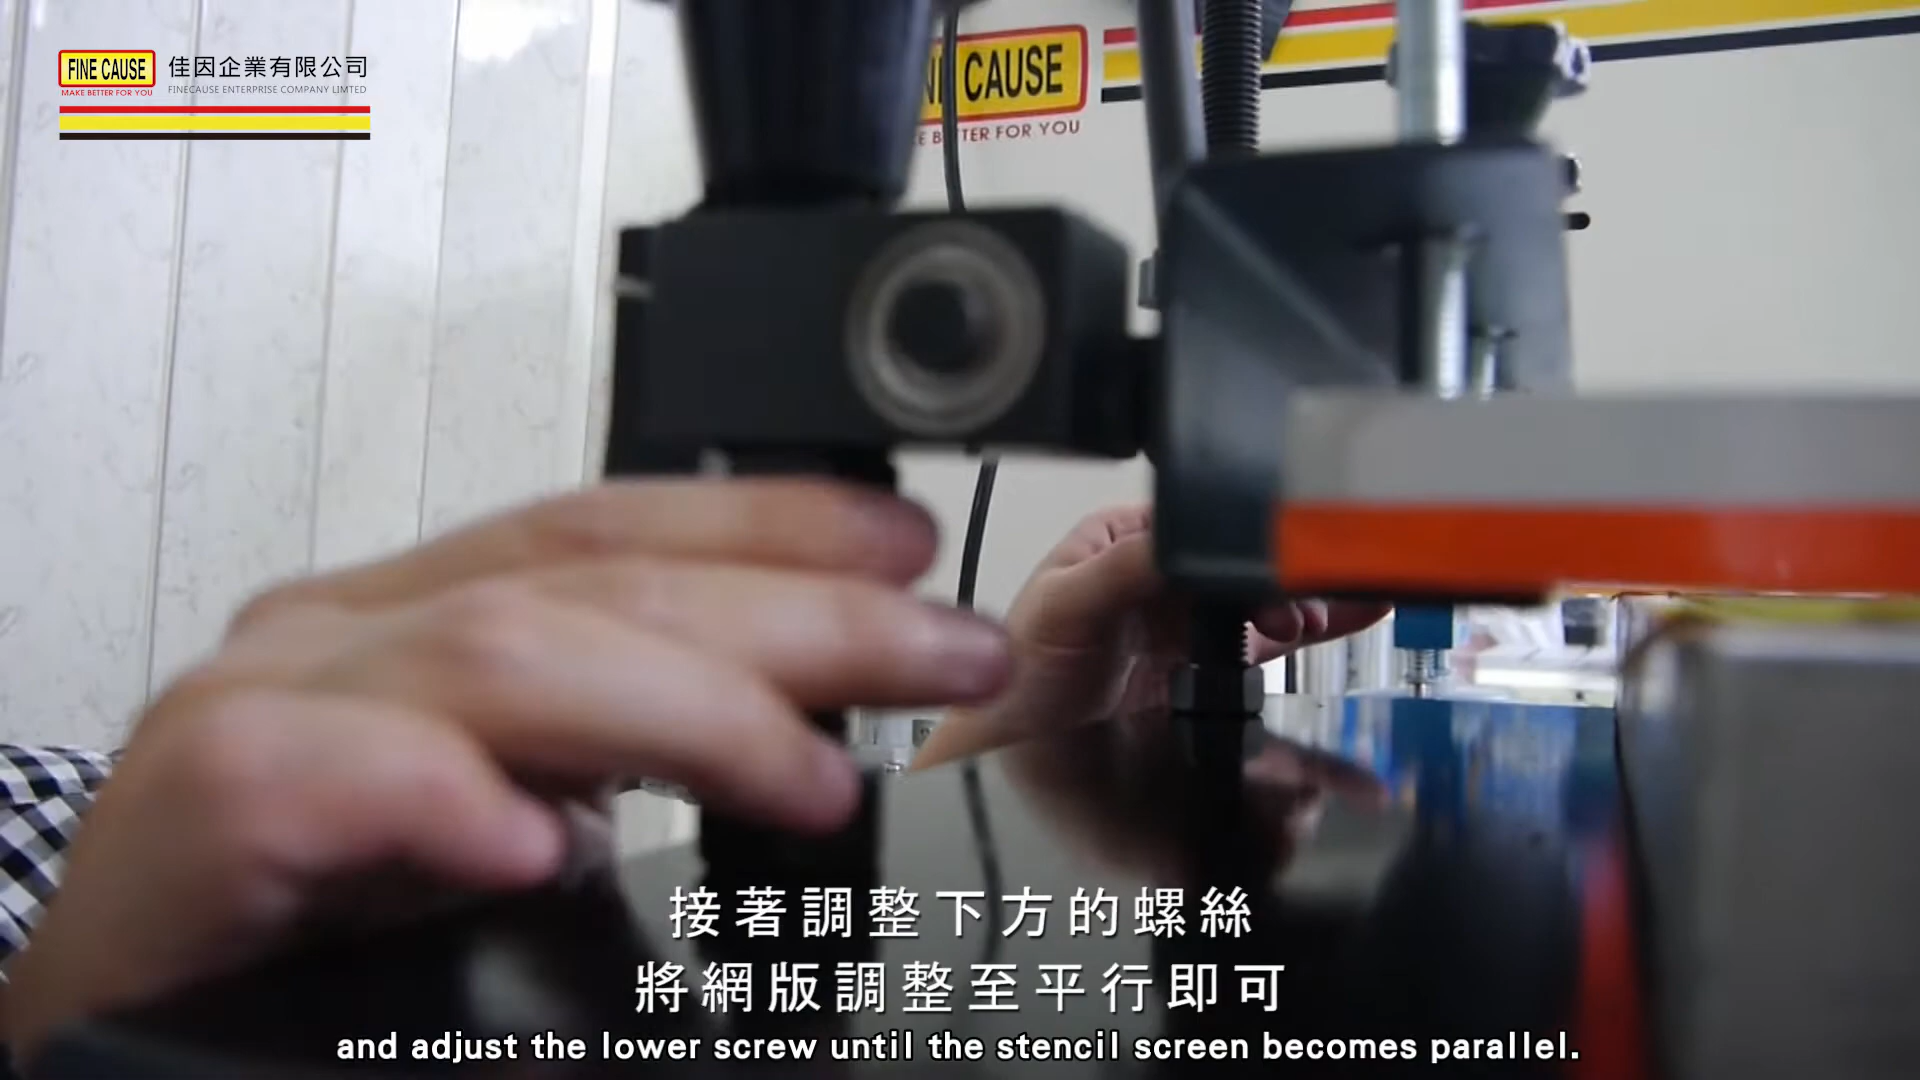 FINE CAUSE
MAKE BETTER FOR YOU
佳因企業有限公司
FINECAUSE ENTERPRISE COMPANY LIMTED
CAUSE
FOR YOU
接著調整下方的螺絲
將網版調整至平行即可
and adjust the lower screw until the stencil screen becomes parallel.